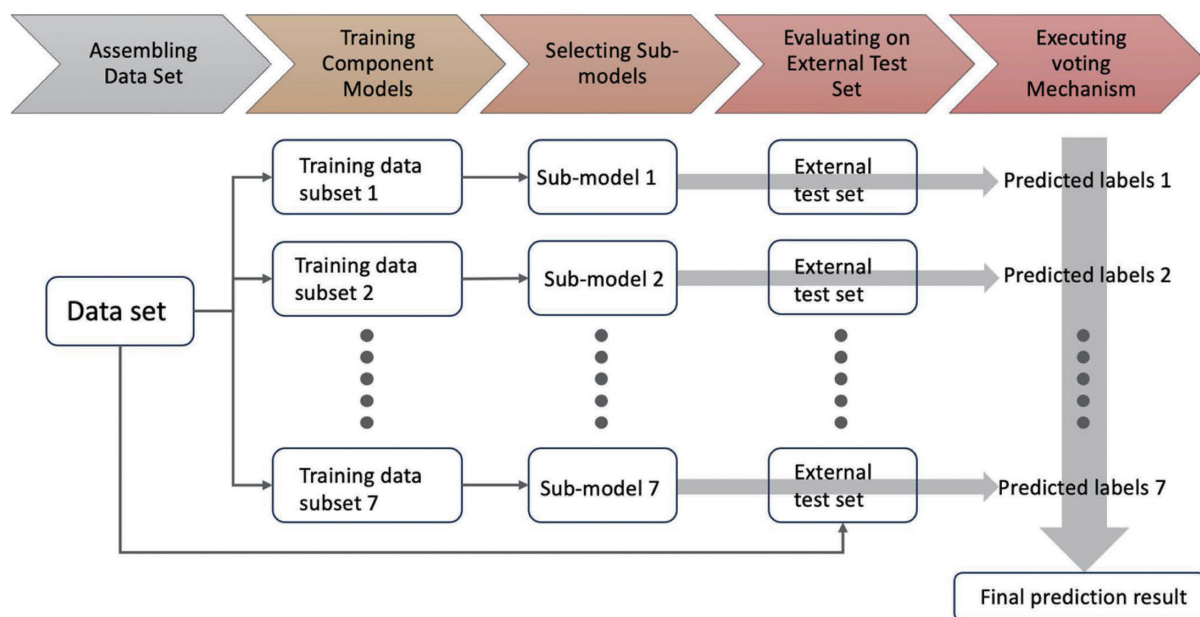 Assembling
Data Set
Training
Component
Models
Selecting Sub-
models
Evaluating on
External Test
Set
Executing
voting
Mechanism
Training data
subset 1
Sub-model 1
External
test set
Predicted labels 1
Training data
subset 2
Sub-model 2
External
test set
Predicted labels 2
Data set
Training data
subset 7
Sub-model 7
External
test set
Predicted labels 7
Final prediction result